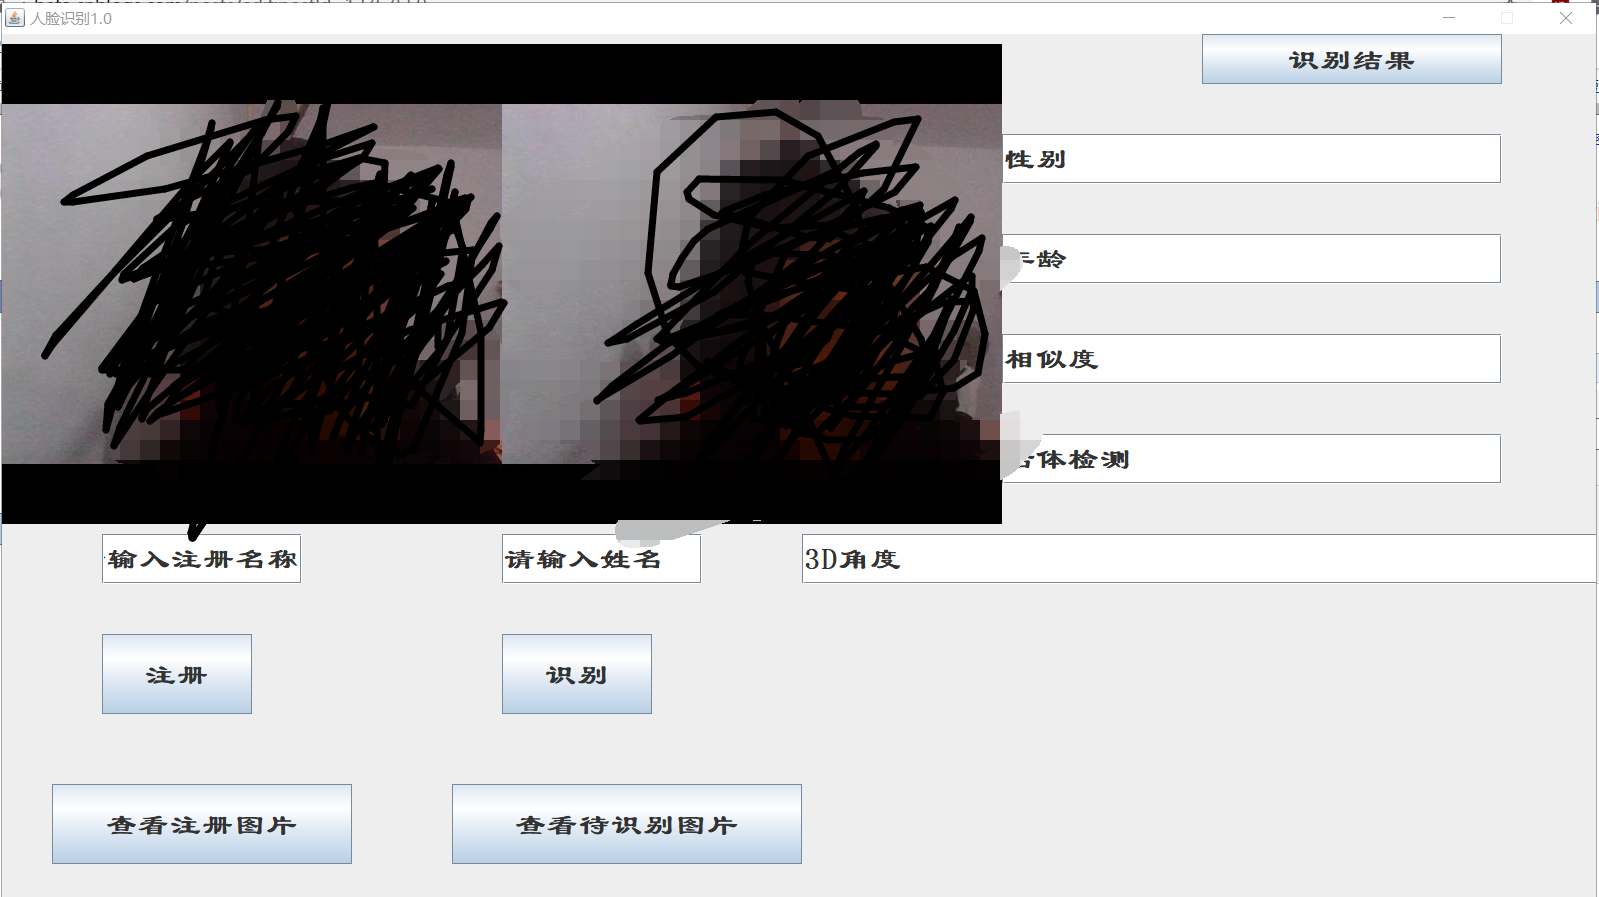 人脸识别1.0
识别结果
性别
年龄
相似度
活体检测
输入注册名称
请输入姓名
3D角度
注册
识别
查看注册图片
查看待识别图片